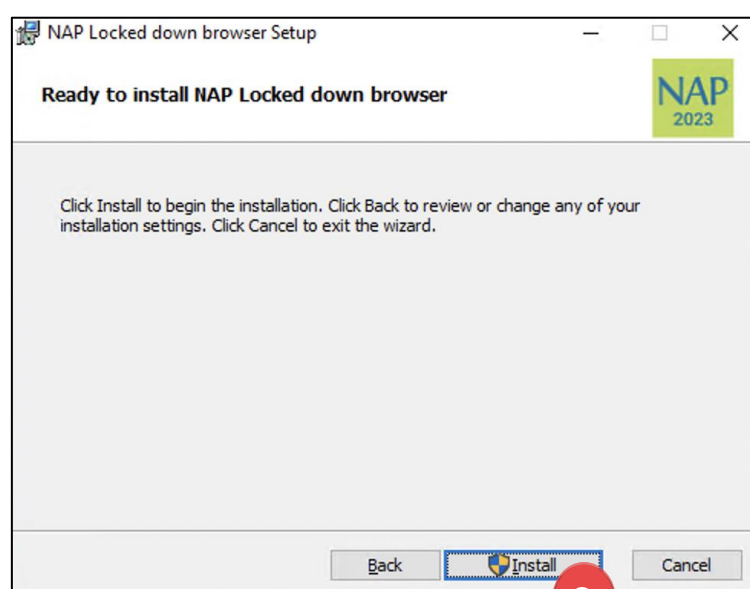 NAP Locked down browser Setup
Ready to install NAP Locked down browser
NAP
2023
Click Install to begin the installation. Click Back to review or change any of your
installation settings. Click Cancel to exit the wizard.
Back
Install
Cancel